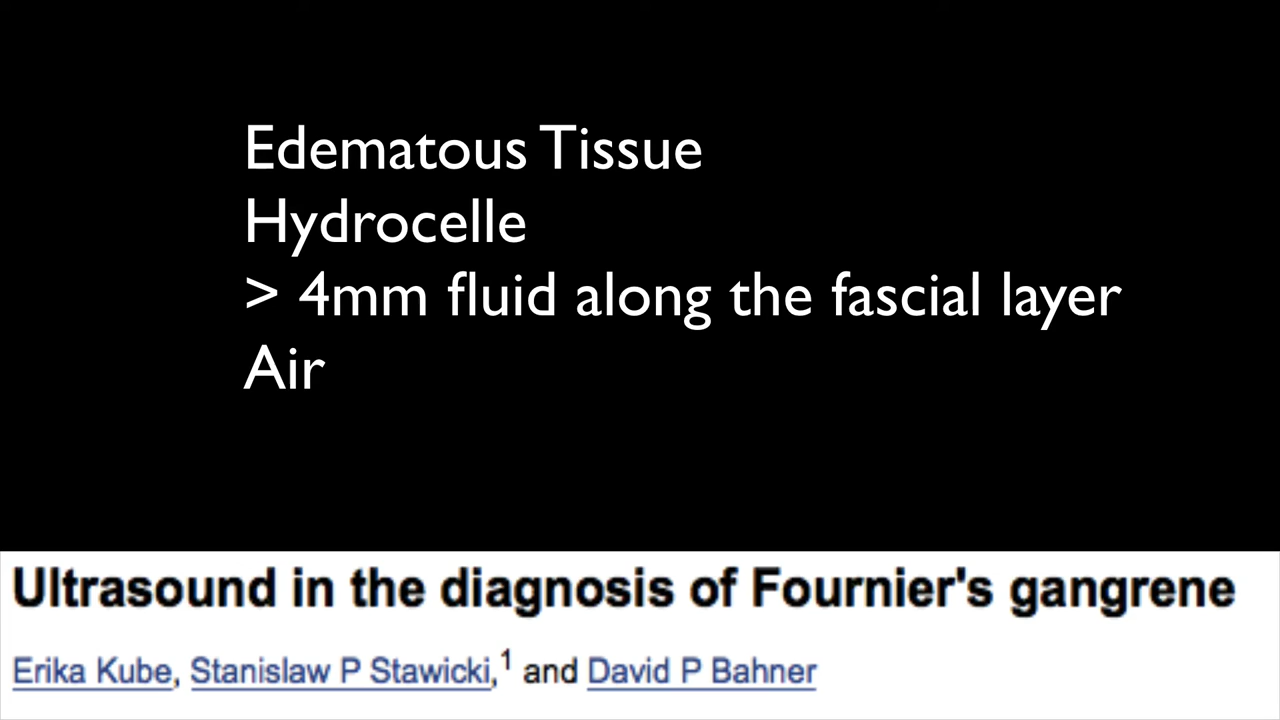 Edematous Tissue
Hydrocelle
> 4mm fluid along the fascial layer
Air
Ultrasound in the diagnosis of Fournier's gangrene
Erika Kube, Stanislaw P Stawicki,1 and David P Bahner